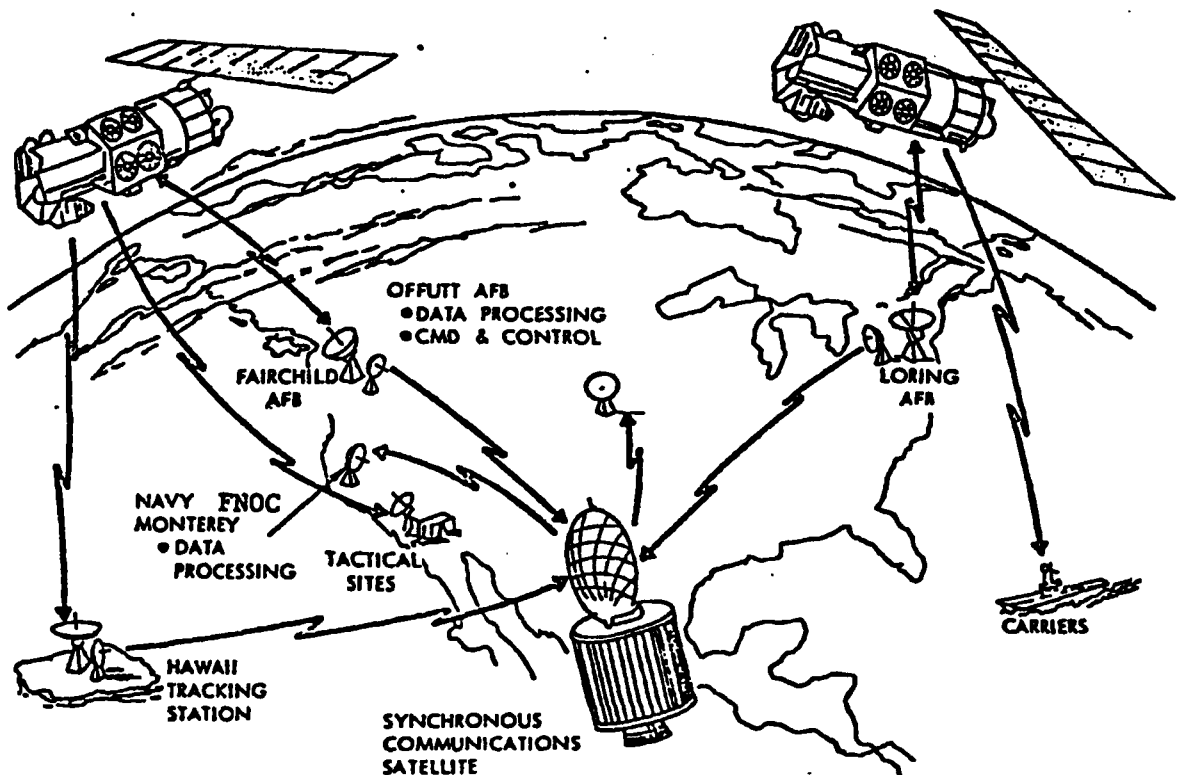 OFFUTT AFB
• DATA PROCESSING
• CMD & CONTROL
FAIRCHILD
AFB
LORING
AFB
NAVY FNOC
MONTEREY
• DATA
PROCESSING
TACTICAL
SITES
CARRIERS
HAWAII
TRACKING
STATION
SYNCHRONOUS
COMMUNICATIONS
SATELLITE